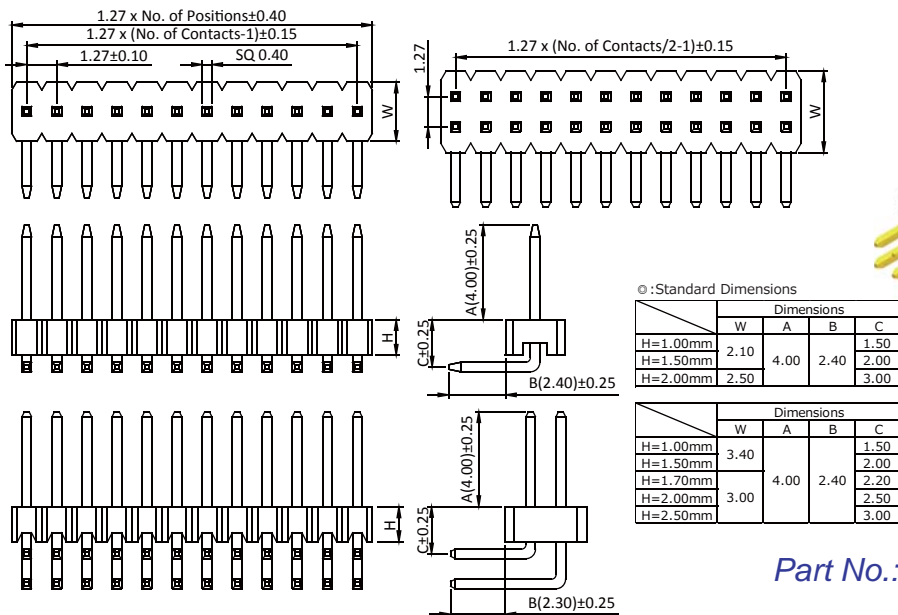 1.27 x No. of Positions±0.40
1.27 x (No. of Contacts-1)±0.15
1.27±0.10
SQ 0.40
W
1.27
1.27 x (No. of Contacts/2-1)±0.15
W
H
A(4.00)±0.25
C±0.25
B(2.40)±0.25
H
A(4.00)±0.25
C±0.25
B(2.30)±0.25
◎:Standard Dimensions
Dimensions
W A B C
H=1.00mm 2.10 4.00 2.40 1.50
H=1.50mm 2.00
H=2.00mm 2.50 3.00
Dimensions
W A B C
H=1.00mm 3.40 4.00 2.40 1.50
H=1.50mm 2.00
H=1.70mm 3.00 2.20
H=2.00mm 2.50
H=2.50mm 3.00
Part No.: